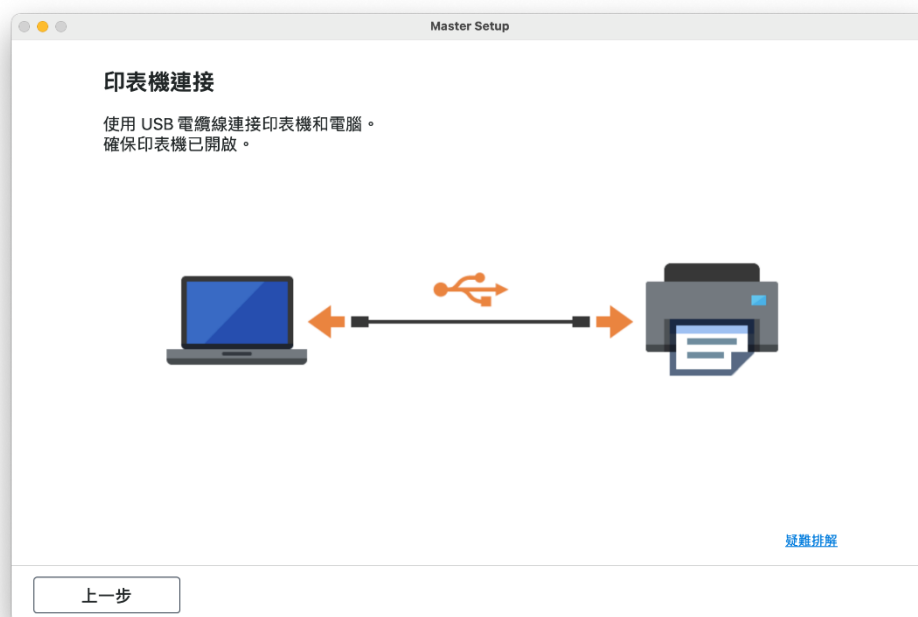 Master Setup
印表機連接
使用 USB 電纜線連接印表機和電腦。
確保印表機已開啟。
疑難排解
上一步